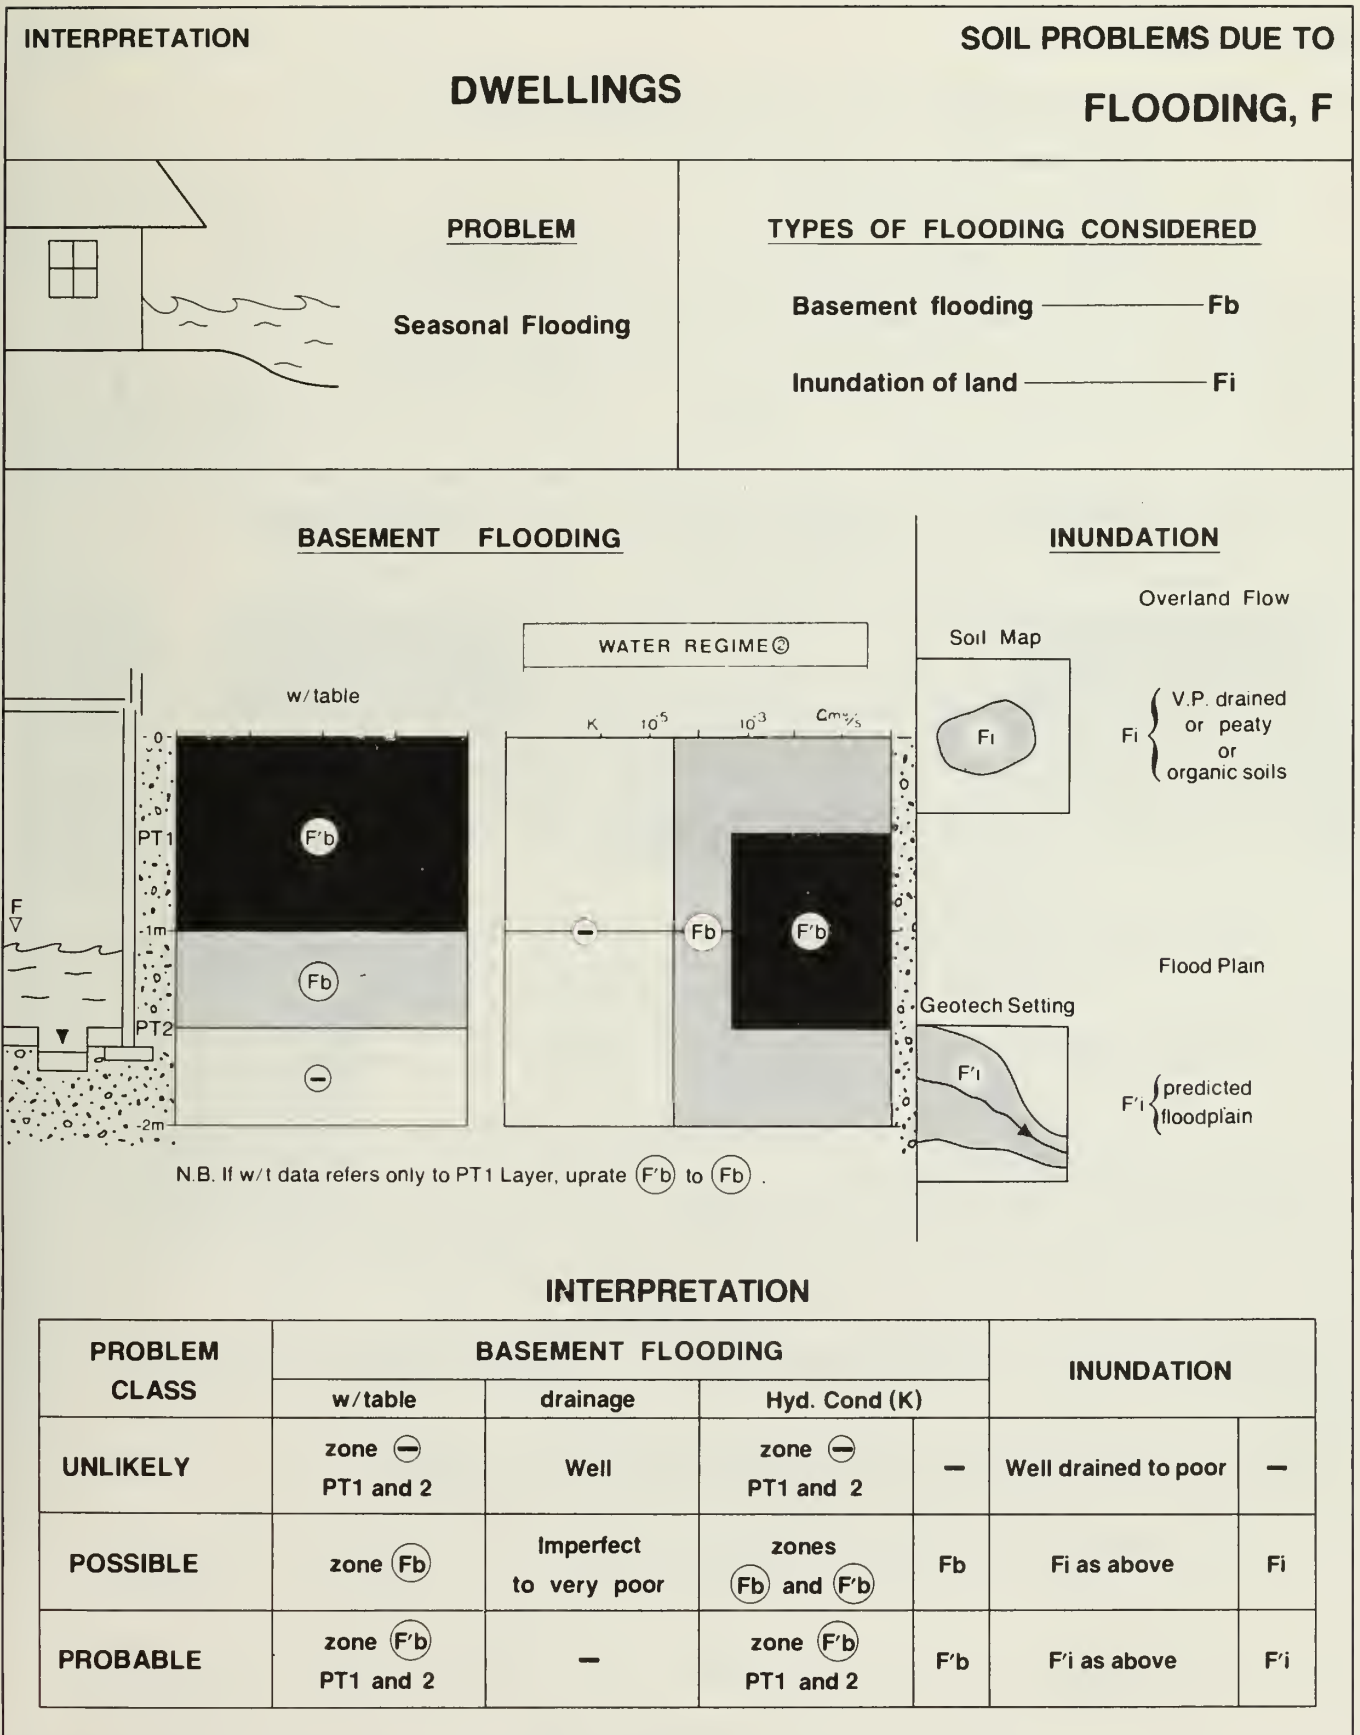 INTERPRETATION
SOIL PROBLEMS DUE TO
DWELLINGS
FLOODING, F
PROBLEM
Seasonal Flooding
TYPES OF FLOODING CONSIDERED
Basement flooding Fb
Inundation of land Fi
BASEMENT FLOODING
INUNDATION
Overland Flow
WATER REGIME②
Soil Map
w/table
K 10⁻⁵ 10⁻³
0
Fi
Fi { V.P. drained
or peaty
or
organic soils
PT1
F'b
F
-1m
Fb
F'b
Fb
Flood Plain
PT2
Geotech Setting
F'i
F'i { predicted
floodplain
-2m
N.B. If w/t data refers only to PT1 Layer, uprate F'b to Fb .
INTERPRETATION
PROBLEM CLASS
BASEMENT FLOODING
INUNDATION
w/table drainage Hyd. Cond (K)
UNLIKELY
zone –
PT1 and 2
Well
zone –
PT1 and 2
–
Well drained to poor
–
POSSIBLE
zone Fb
Imperfect
to very poor
zones
Fb and F'b
Fb
Fi as above
Fi
PROBABLE
zone F'b
PT1 and 2
–
zone F'b
PT1 and 2
F'b
F'i as above
F'i